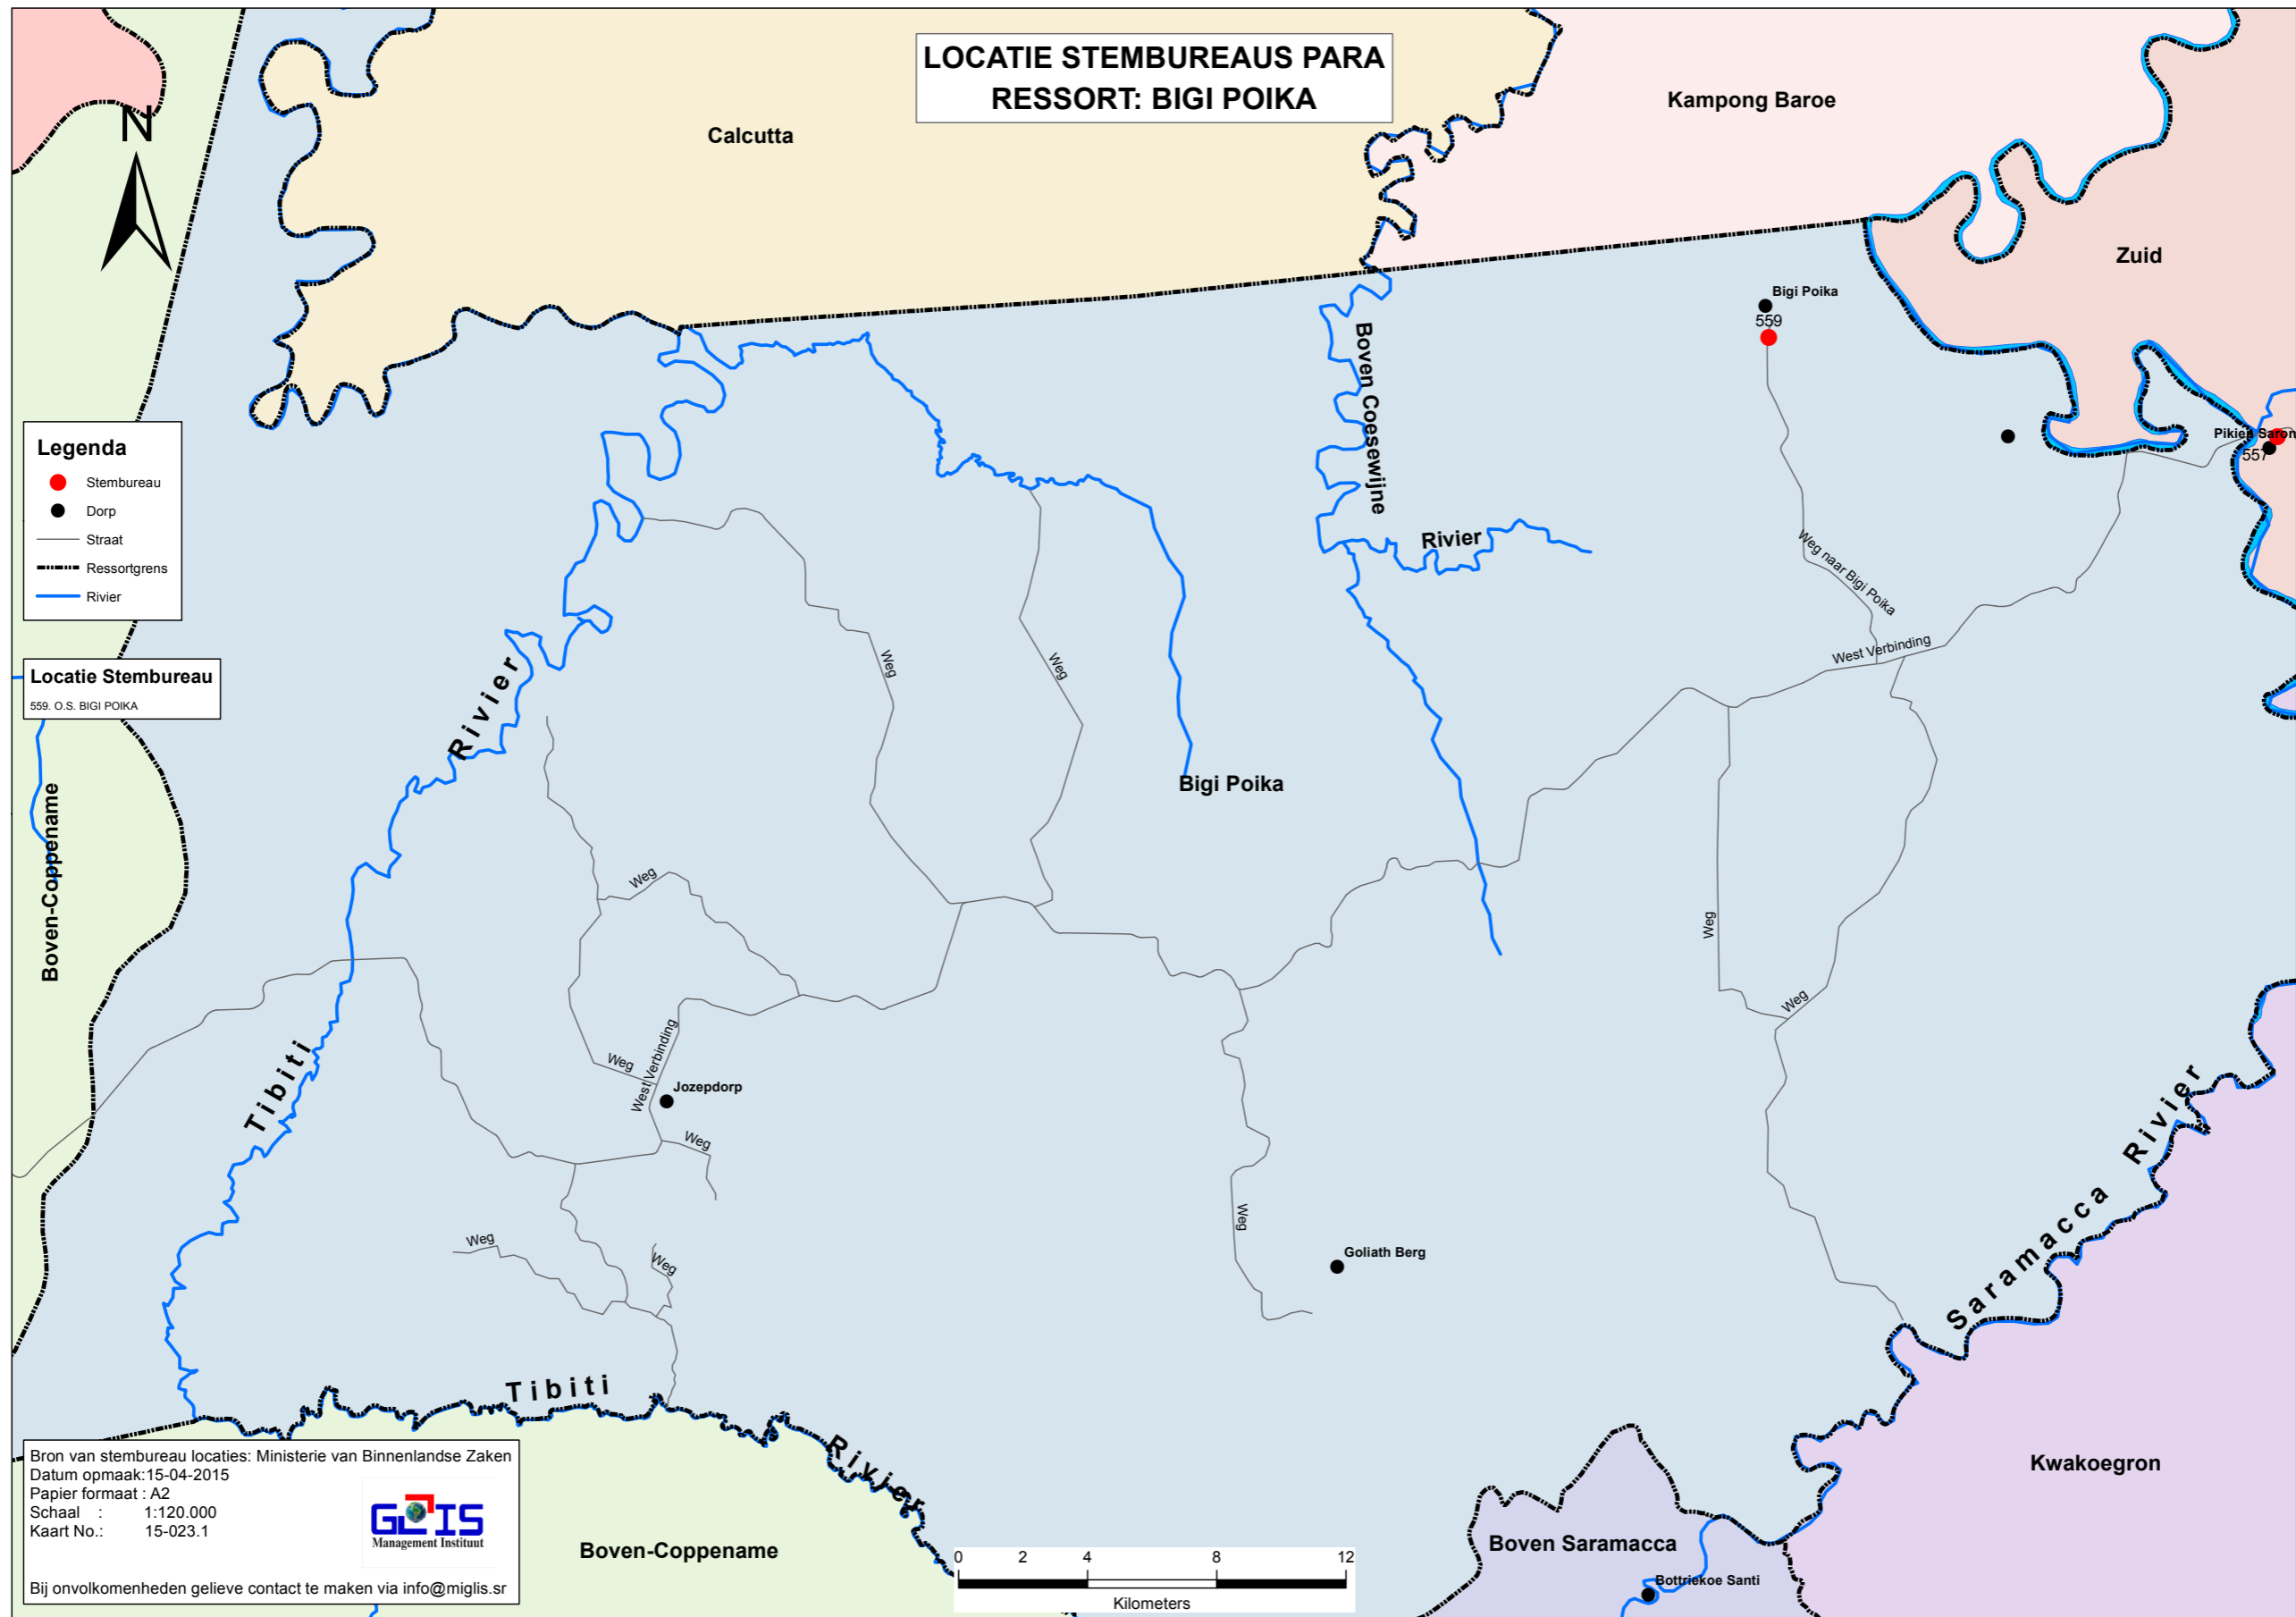 LOCATIE STEMBUREAUS PARA
RESSORT: BIGI POIKA
N
Calcutta
Kampong Baroe
Zuid
Bigi Poika
559
Pikien Saron
557
Boven Coesewijne
Rivier
Legenda
Stembureau
Dorp
Straat
Ressortgrens
Rivier
Locatie Stembureau
559. O.S. BIGI POIKA
Weg naar Bigi Poika
West Verbinding
Weg
Weg
Rivier
Bigi Poika
Boven-Coppename
Weg
Weg
Weg
Tibiti
Weg
West Verbinding
Jozepdorp
Weg
Weg
Weg
Weg
Goliath Berg
Saramacca Rivier
Tibiti
Rivier
Kwakoegron
Boven Saramacca
Bottriekoe Santi
Boven-Coppename
Bron van stembureau locaties: Ministerie van Binnenlandse Zaken
Datum opmaak:15-04-2015
Papier formaat : A2
Schaal : 1:120.000
Kaart No.: 15-023.1
GLIS
Management Instituut
Bij onvolkomenheden gelieve contact te maken via info@miglis.sr
0 2 4 8 12
Kilometers